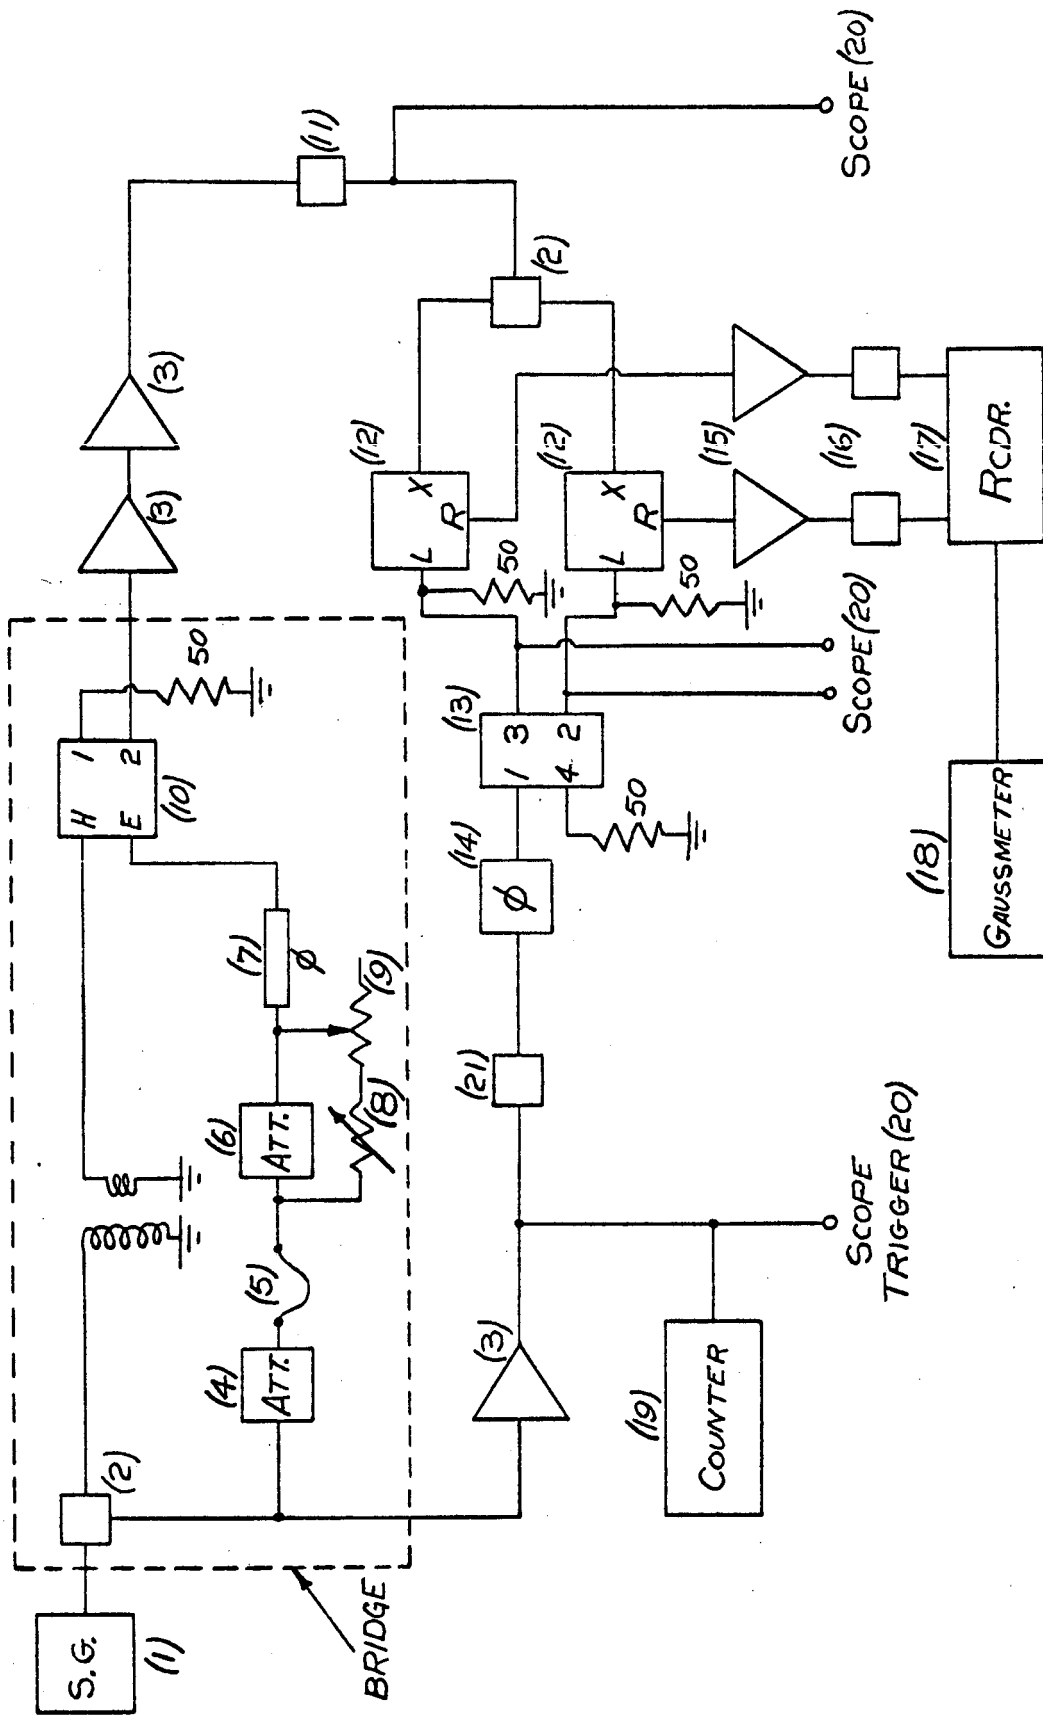 S.G.
(1)
BRIDGE
(2)
(4)
ATT.
(5)
(6)
ATT.
(8)
(9)
(7)
φ
H
1
E
2
(10)
50
(3)
(3)
(11)
SCOPE (20)
(2)
(3)
(19)
COUNTER
SCOPE
TRIGGER (20)
(21)
(14)
φ
(13)
1
3
4
2
50
SCOPE (20)
50
50
(12)
L
X
R
(12)
L
X
R
(15)
(16)
(17)
RCDR.
(18)
GAUSSMETER